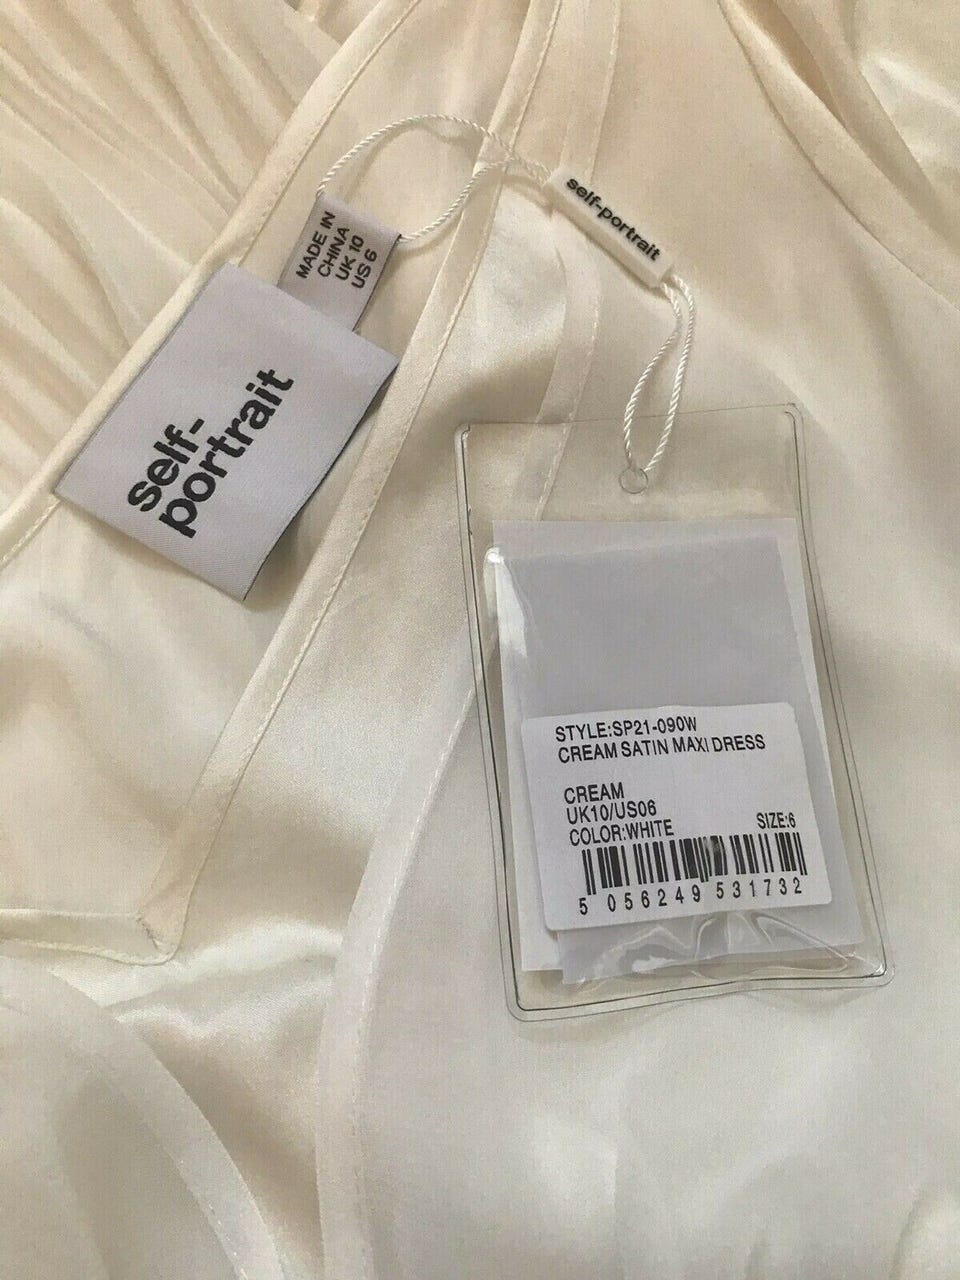 self-portrait
MADE IN
CHINA
UK 10
US 6
self-
portrait
STYLE:SP21-090W
CREAM SATIN MAXI DRESS
CREAM
UK10/US06
COLOR:WHITE SIZE:6
5 056249 531732